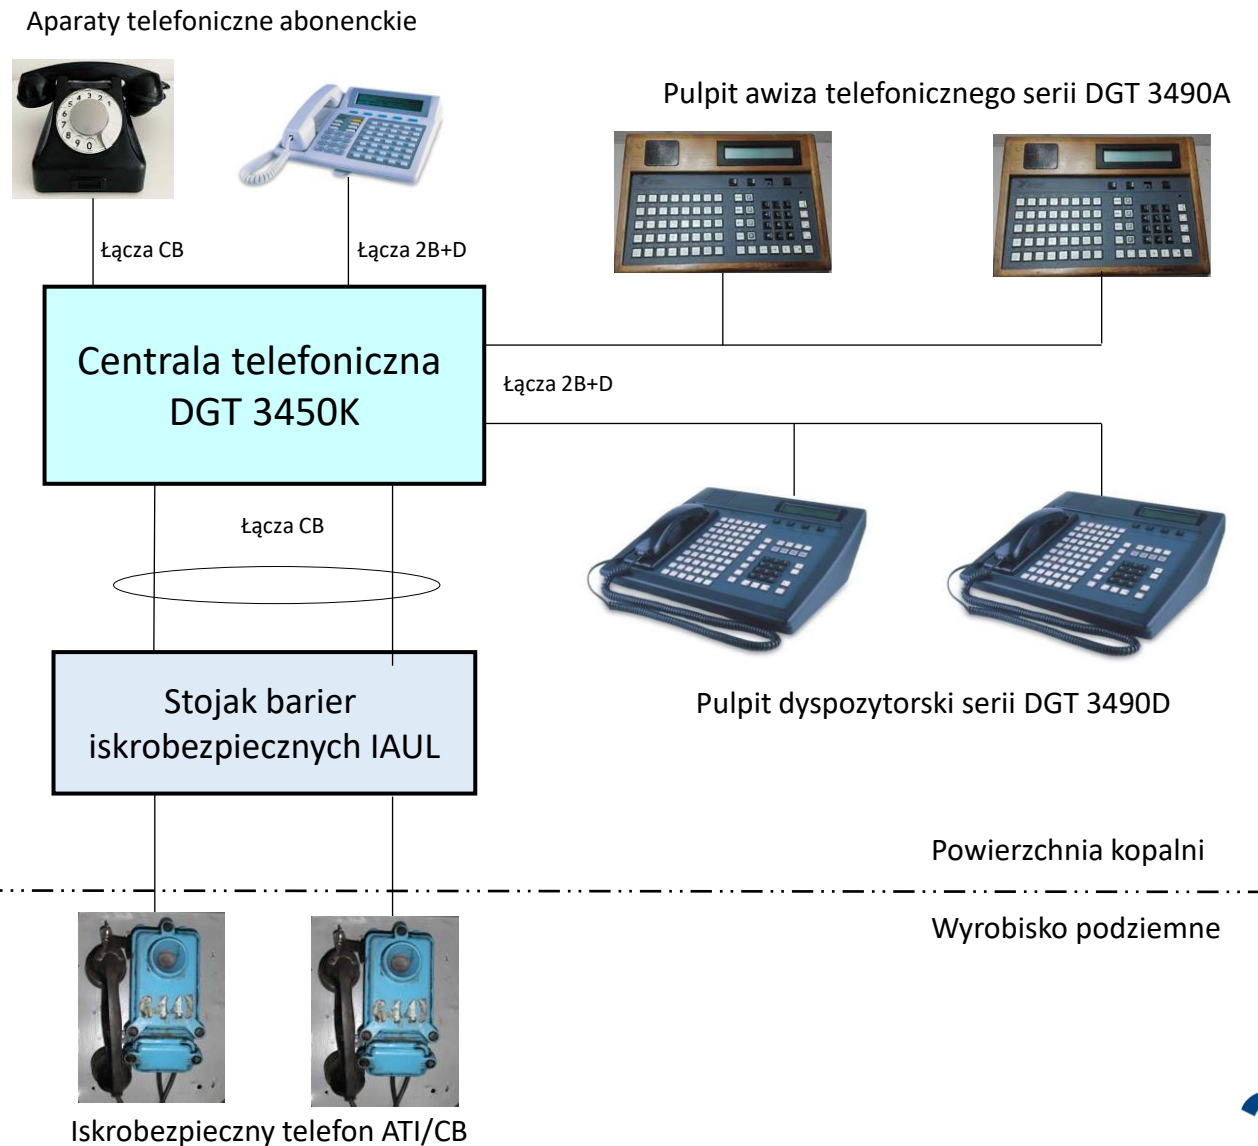 Aparaty telefoniczne abonenckie
Pulpit awiza telefonicznego serii DGT 3490A
Łącza CB
Łącza 2B+D
Centrala telefoniczna
DGT 3450K
Łącza 2B+D
Łącza CB
Stojak barier
iskrobezpiecznych IAUL
Pulpit dyspozytorski serii DGT 3490D
Powierzchnia kopalni
Wyrobisko podziemne
Iskrobezpieczny telefon ATI/CB